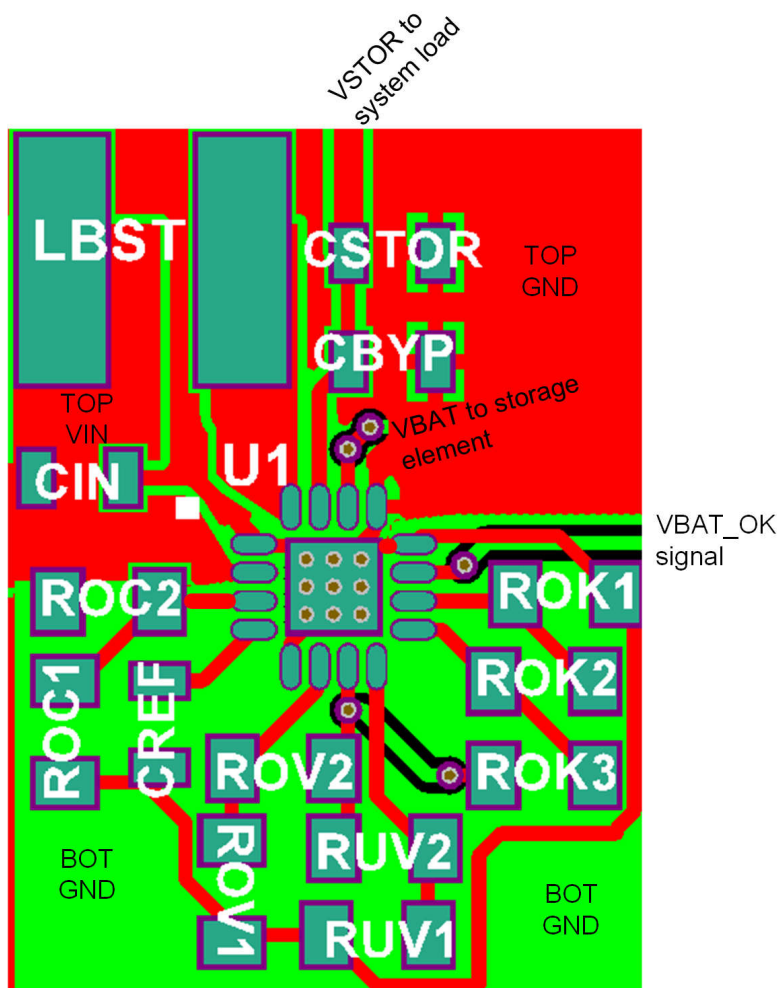 VSTOR to
system load
LBST
CSTOR
TOP
GND
CBYP
TOP
VIN
VBAT to storage
element
U1
CIN
VBAT_OK
signal
ROC2
ROK1
ROC1
CREF
ROK2
ROV2
ROK3
ROV1
RUV2
BOT
GND
BOT
GND
RUV1